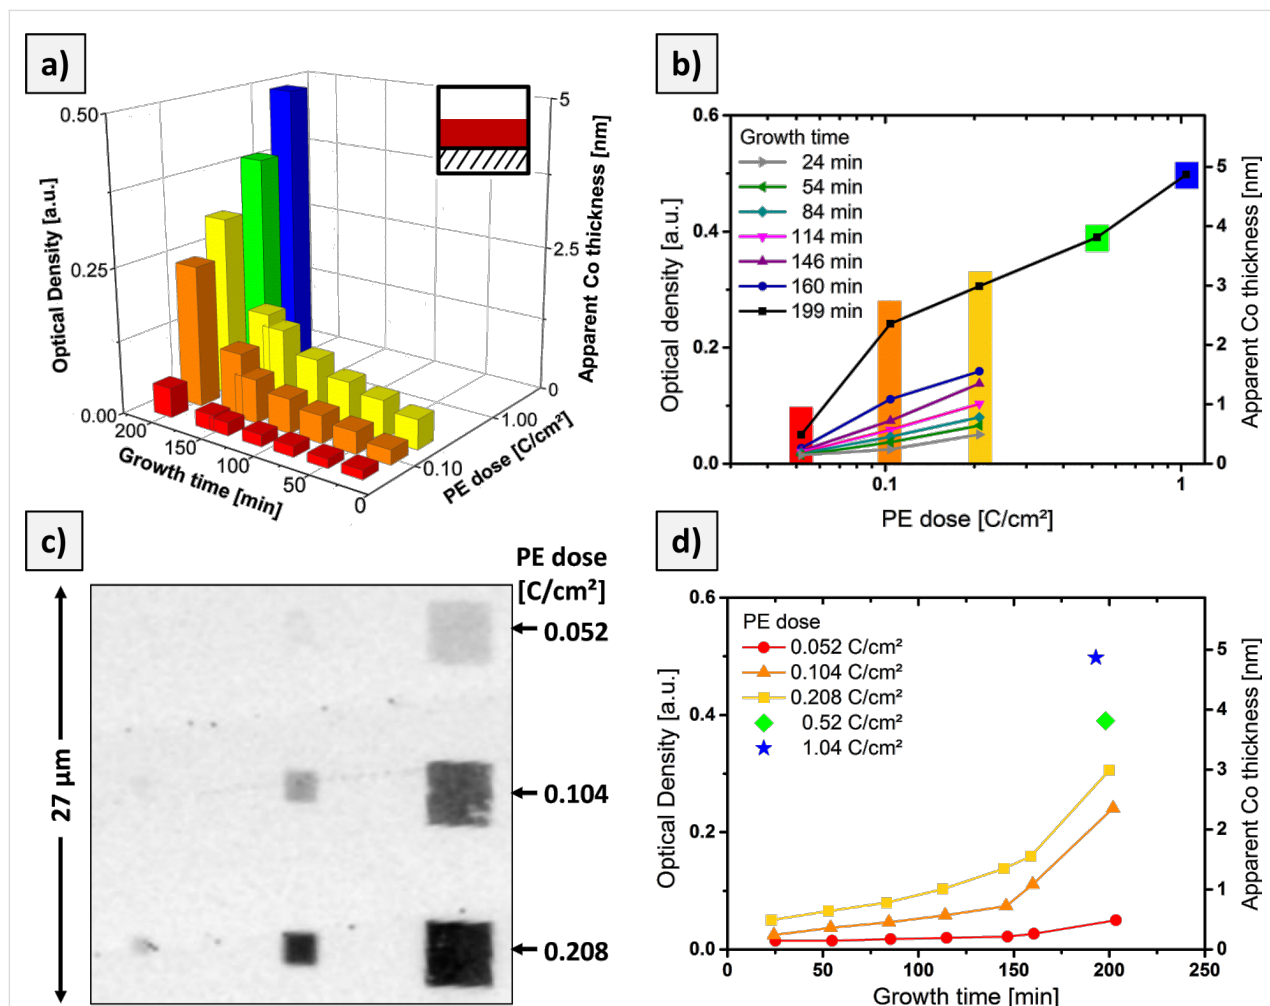 a)
0.50
0.25
0.00
Optical Density [a.u.]
200
150
100
50
0
Growth time [min]
0.10
1.00
PE dose [C/cm²]
5
2.5
0
Apparent Co thickness [nm]
b)
0.6
0.4
0.2
0.0
Optical density [a.u.]
Growth time
24 min
54 min
84 min
114 min
146 min
160 min
199 min
5
4
3
2
1
0
Apparent Co thickness [nm]
0.1
1
PE dose [C/cm²]
c)
PE dose
[C/cm²]
0.052
0.104
0.208
27 µm
d)
0.6
0.4
0.2
0.0
Optical Density [a.u.]
PE dose
0.052 C/cm²
0.104 C/cm²
0.208 C/cm²
0.52 C/cm²
1.04 C/cm²
5
4
3
2
1
0
Apparent Co thickness [nm]
0
50
100
150
200
250
Growth time [min]